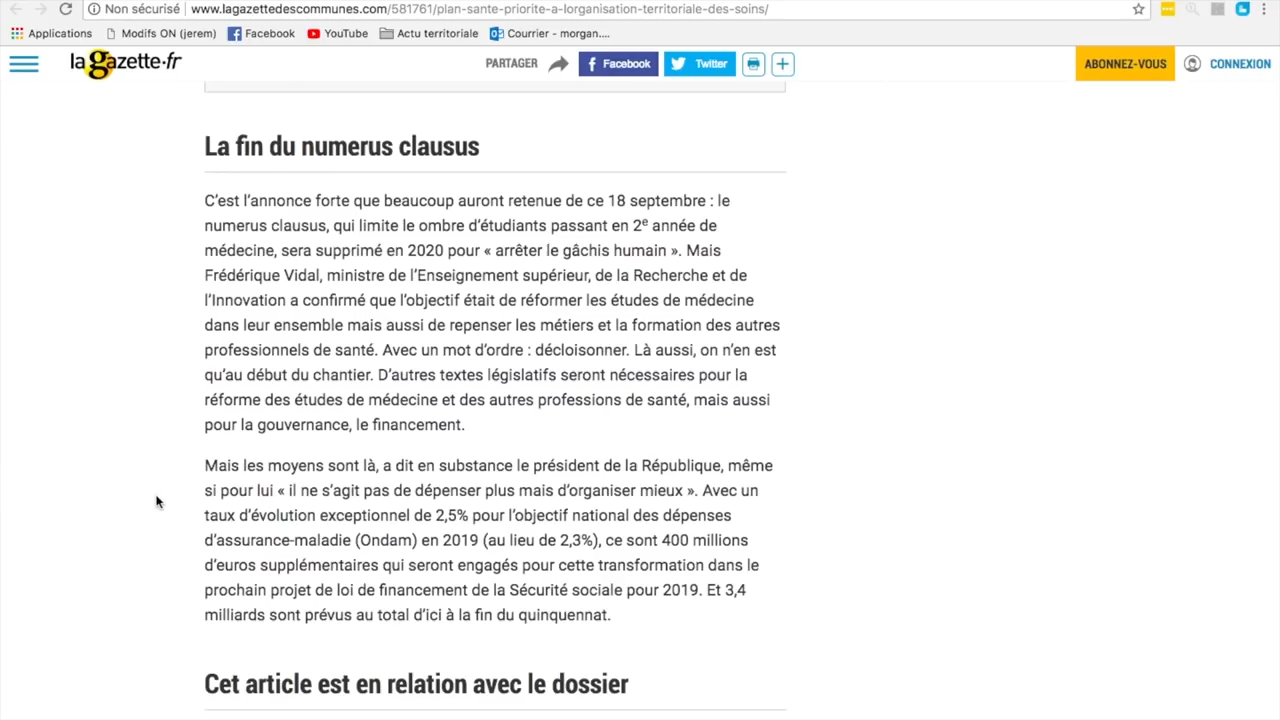 Non sécurisé | www.lagazettedescommunes.com/581761/plan-sante-priorite-a-lorganisation-territoriale-des-soins/
Applications Modifs ON (jerem) Facebook YouTube Actu territoriale Courrier - morgan....
la gazette·fr PARTAGER Facebook Twitter ABONNEZ-VOUS CONNEXION
La fin du numerus clausus
C’est l’annonce forte que beaucoup auront retenue de ce 18 septembre : le
numerus clausus, qui limite le ombre d’étudiants passant en 2e année de
médecine, sera supprimé en 2020 pour « arrêter le gâchis humain ». Mais
Frédérique Vidal, ministre de l’Enseignement supérieur, de la Recherche et de
l’Innovation a confirmé que l’objectif était de réformer les études de médecine
dans leur ensemble mais aussi de repenser les métiers et la formation des autres
professionnels de santé. Avec un mot d’ordre : décloisonner. Là aussi, on n’en est
qu’au début du chantier. D’autres textes législatifs seront nécessaires pour la
réforme des études de médecine et des autres professions de santé, mais aussi
pour la gouvernance, le financement.
Mais les moyens sont là, a dit en substance le président de la République, même
si pour lui « il ne s’agit pas de dépenser plus mais d’organiser mieux ». Avec un
taux d’évolution exceptionnel de 2,5% pour l’objectif national des dépenses
d’assurance-maladie (Ondam) en 2019 (au lieu de 2,3%), ce sont 400 millions
d’euros supplémentaires qui seront engagés pour cette transformation dans le
prochain projet de loi de financement de la Sécurité sociale pour 2019. Et 3,4
milliards sont prévus au total d’ici à la fin du quinquennat.
Cet article est en relation avec le dossier